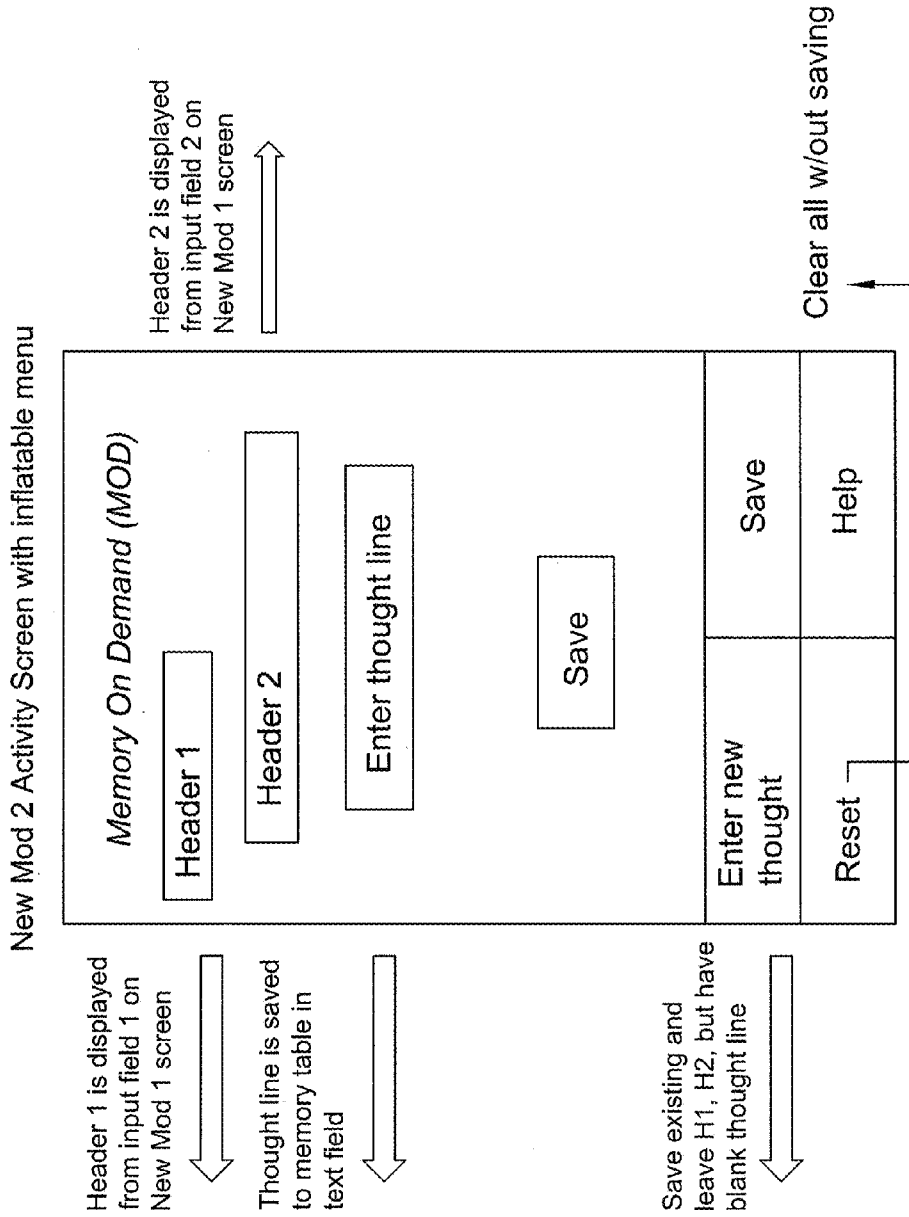 New Mod 2 Activity Screen with inflatable menu
Header 1 is displayed
from input field 1 on
New Mod 1 screen
Thought line is saved
to memory table in
text field
Save existing and
leave H1, H2, but have
blank thought line
Memory On Demand (MOD)
Header 1
Header 2
Enter thought line
Save
Enter new
thought
Save
Reset
Help
Header 2 is displayed
from input field 2 on
New Mod 1 screen
Clear all w/out saving